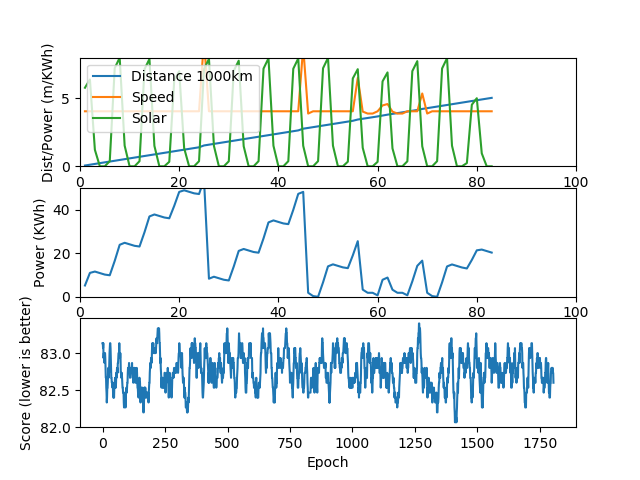 Dist/Power (m/KWh)
5
0
Distance 1000km
Speed
Solar
0 20 40 60 80 100
Power (KWh)
40
20
0
0 20 40 60 80 100
Score (lower is better)
83.0
82.5
82.0
0 250 500 750 1000 1250 1500 1750
Epoch